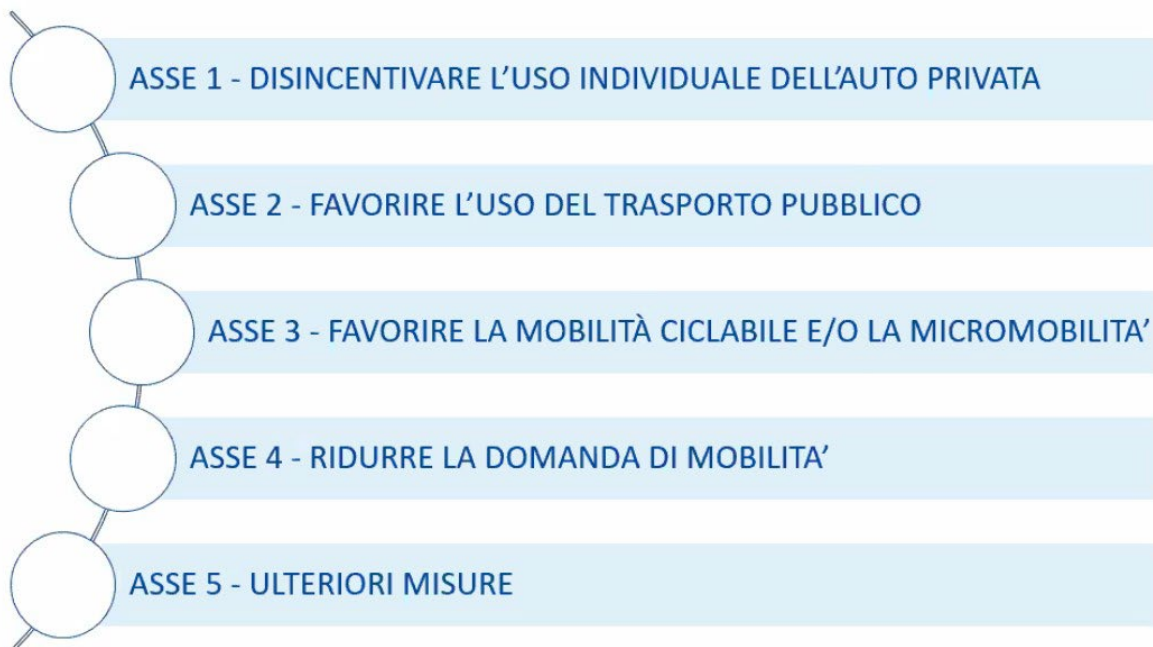 ASSE 1 - DISINCENTIVARE L’USO INDIVIDUALE DELL’AUTO PRIVATA
ASSE 2 - FAVORIRE L’USO DEL TRASPORTO PUBBLICO
ASSE 3 - FAVORIRE LA MOBILITÀ CICLABILE E/O LA MICROMOBILITA’
ASSE 4 - RIDURRE LA DOMANDA DI MOBILITA’
ASSE 5 - ULTERIORI MISURE